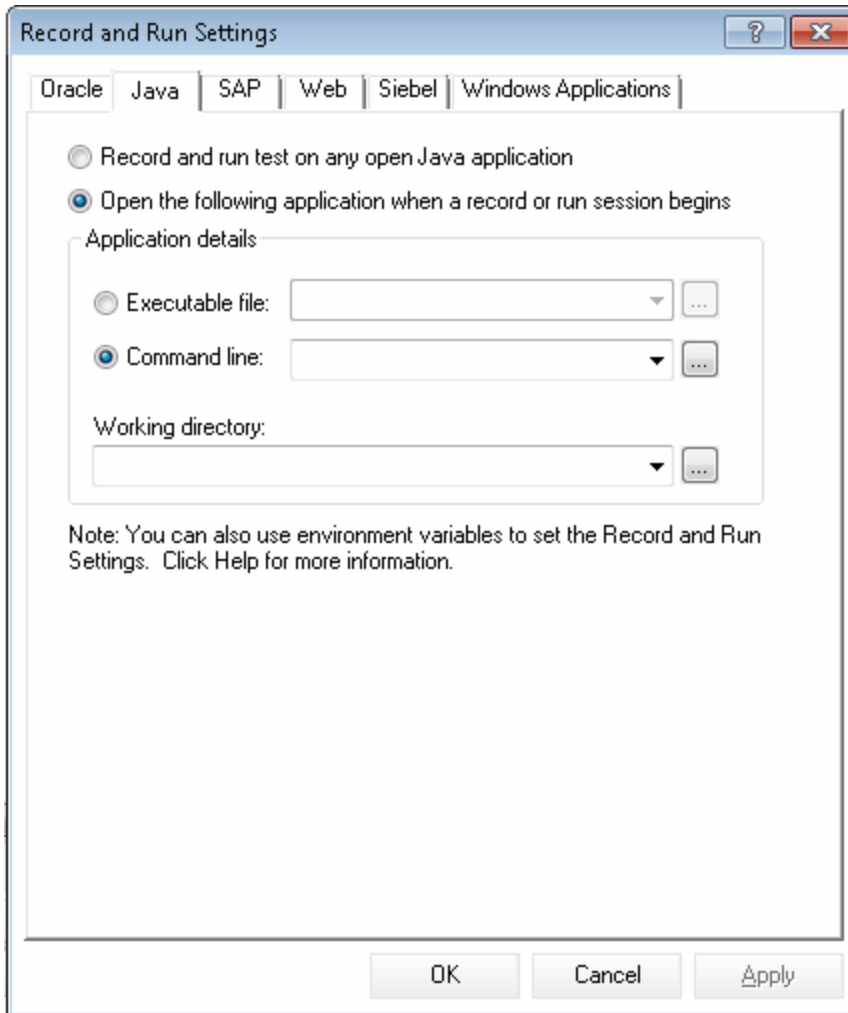 Record and Run Settings
Oracle Java SAP Web Siebel Windows Applications
Record and run test on any open Java application
Open the following application when a record or run session begins
Application details
Executable file: ...
Command line: ...
Working directory:
...
Note: You can also use environment variables to set the Record and Run
Settings. Click Help for more information.
OK Cancel Apply